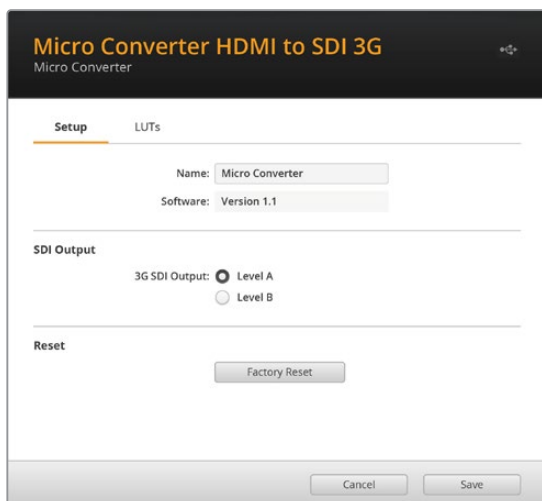 Micro Converter HDMI to SDI 3G
Micro Converter
Setup LUTs
Name: Micro Converter
Software: Version 1.1
SDI Output
3G SDI Output: Level A
Level B
Reset
Factory Reset
Cancel Save